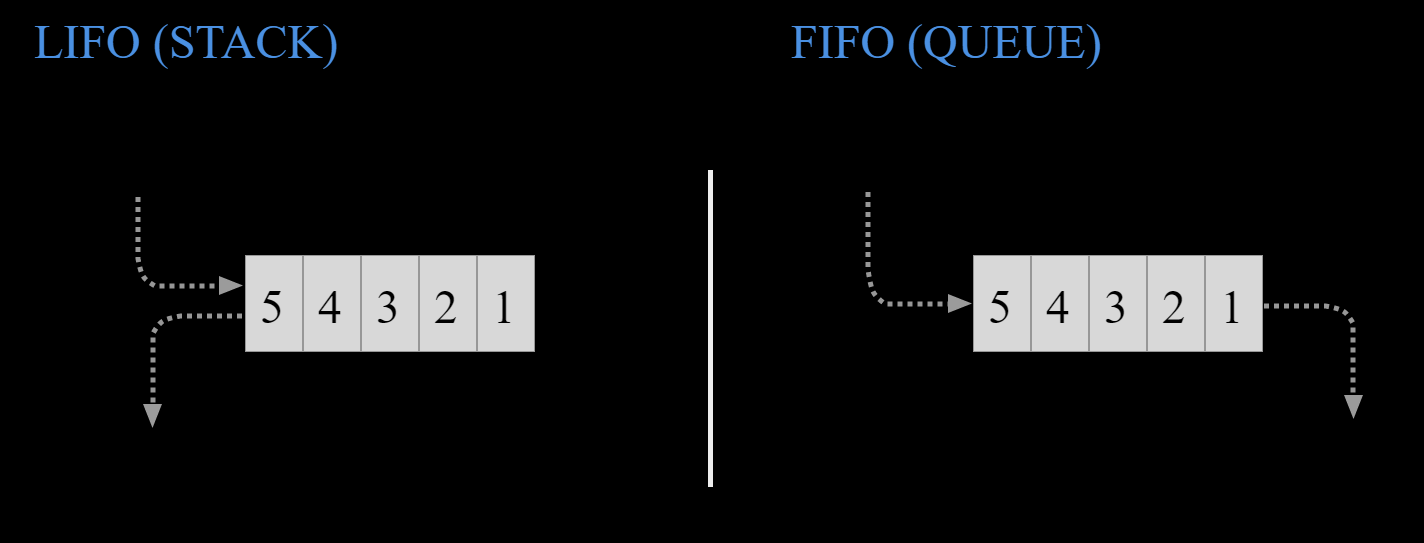 LIFO (STACK)
5 4 3 2 1
FIFO (QUEUE)
5 4 3 2 1